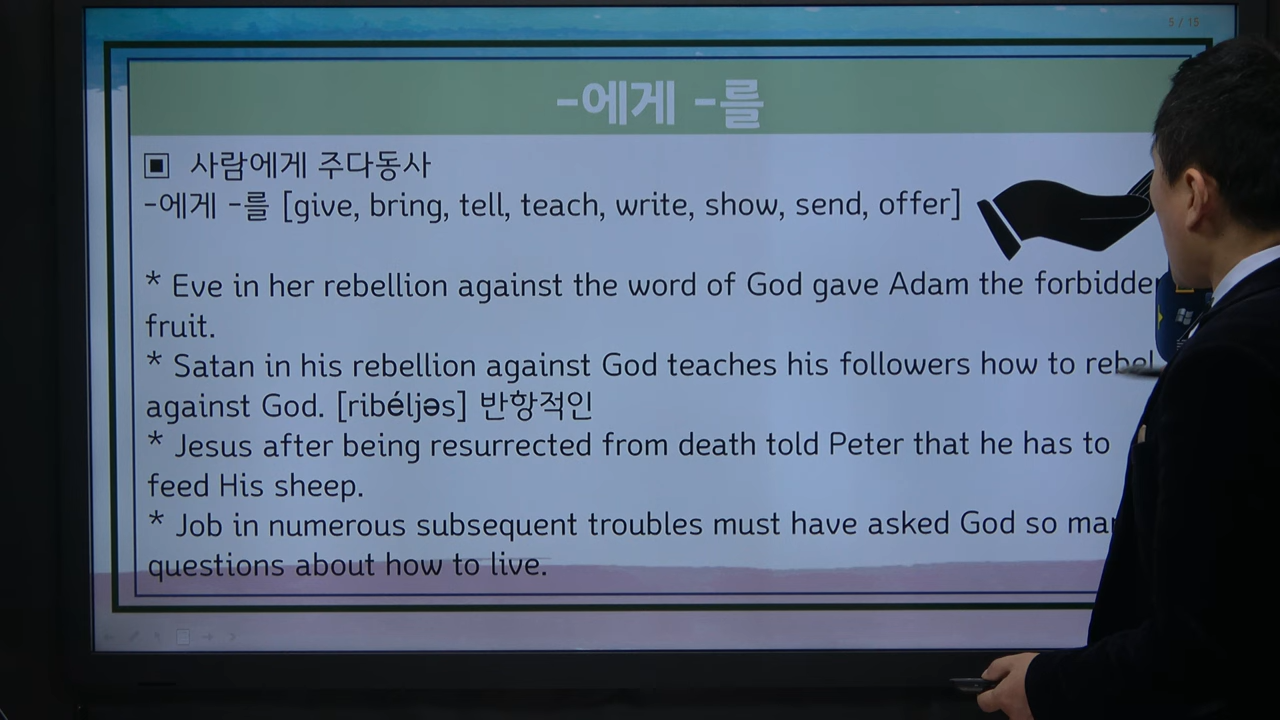 5 / 15
-에게 -를
▣ 사람에게 주다동사
-에게 -를 [give, bring, tell, teach, write, show, send, offer]
* Eve in her rebellion against the word of God gave Adam the forbidden
fruit.
* Satan in his rebellion against God teaches his followers how to rebel
against God. [ribéljəs] 반항적인
* Jesus after being resurrected from death told Peter that he has to
feed His sheep.
* Job in numerous subsequent troubles must have asked God so
questions about how to live.